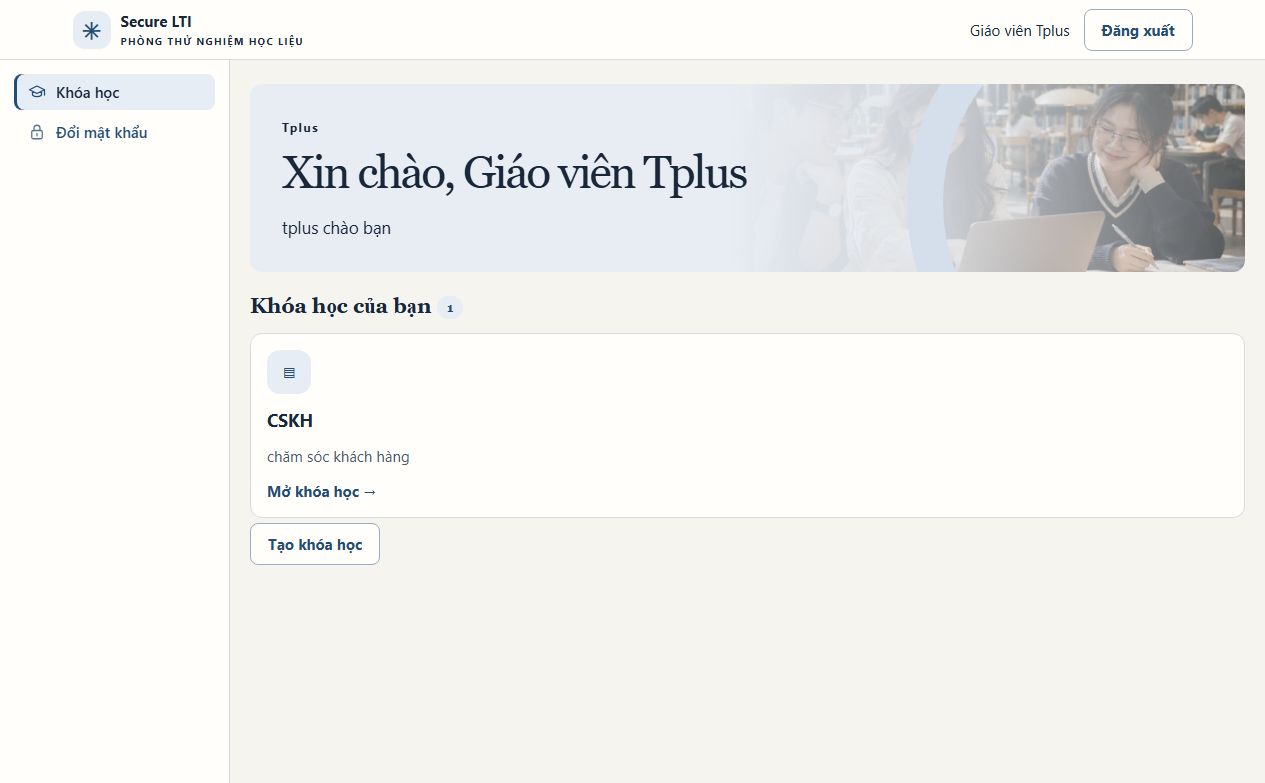 Secure LTI
PHÒNG THỬ NGHIỆM HỌC LIỆU
Giáo viên Tplus
Đăng xuất
Khóa học
Đổi mật khẩu
Tplus
Xin chào, Giáo viên Tplus
tplus chào bạn
Khóa học của bạn 1
CSKH
chăm sóc khách hàng
Mở khóa học →
Tạo khóa học